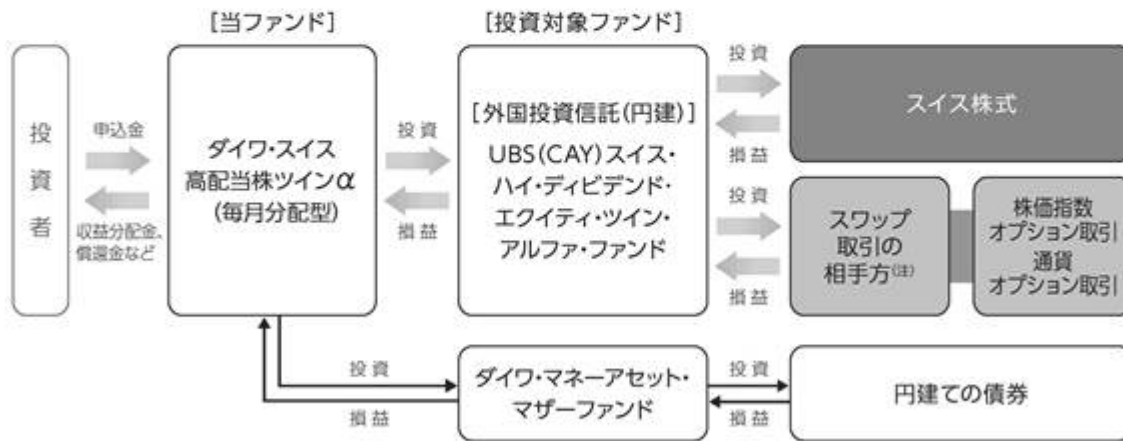 [当ファンド]
[投資対象ファンド]
投資者
申込金
収益分配金、
償還金など
ダイワ・スイス
高配当株ツインα
(毎月分配型)
投資
損益
[外国投資信託(円建)]
UBS(CAY)スイス・
ハイ・ディビデンド・
エクイティ・ツイン・
アルファ・ファンド
投資
損益
スイス株式
投資
損益
スワップ
取引の
相手方(注)
株価指数
オプション取引
通貨
オプション取引
投資
損益
ダイワ・マネーアセット・
マザーファンド
投資
損益
円建ての債券